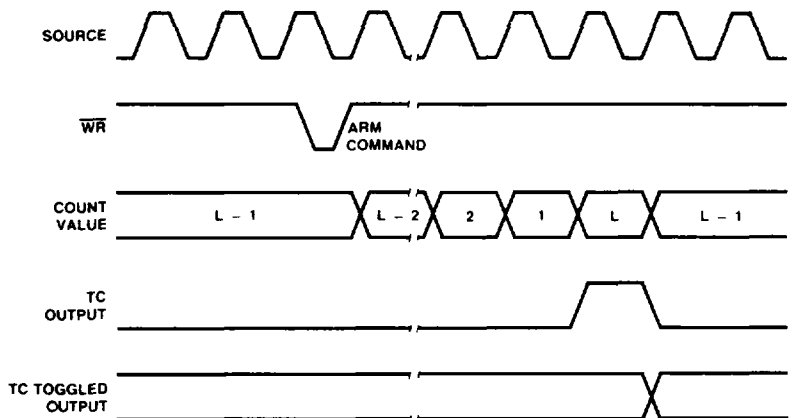 SOURCE
WR
ARM
COMMAND
COUNT
VALUE
L – 1
L – 2
2
1
L
L – 1
TC
OUTPUT
TC TOGGLED
OUTPUT